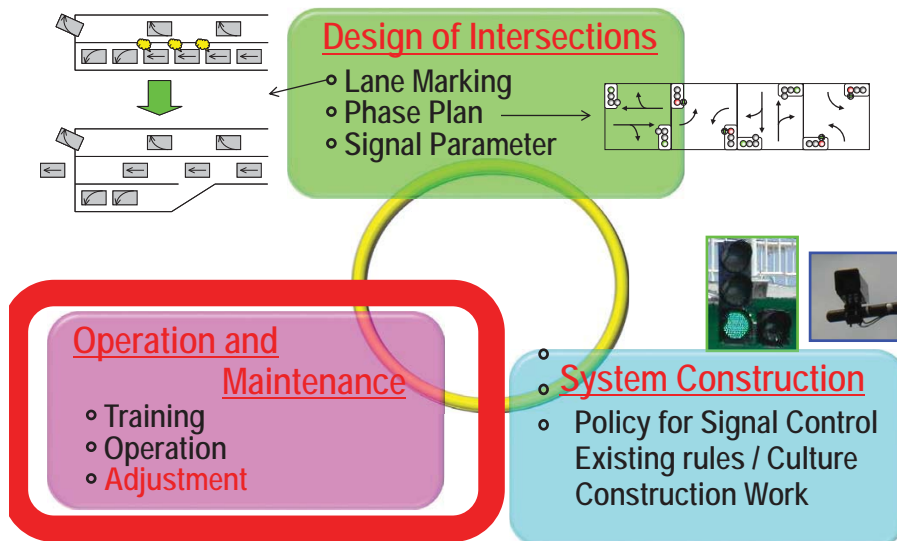 Design of Intersections
Lane Marking
Phase Plan
Signal Parameter
Operation and
Maintenance
Training
Operation
Adjustment
System Construction
Policy for Signal Control
Existing rules / Culture
Construction Work